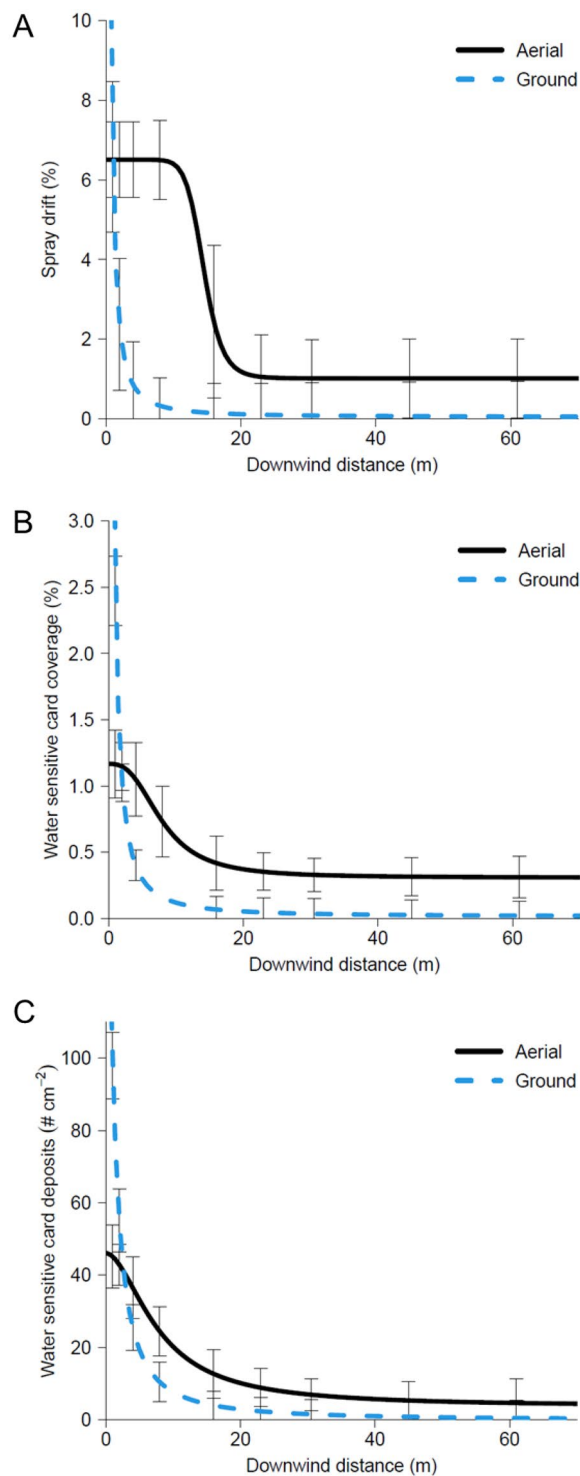 A
10
8
6
4
2
0
Spray drift (%)
Aerial
Ground
0
20
40
60
Downwind distance (m)
B
3.0
2.5
2.0
1.5
1.0
0.5
0.0
Water sensitive card coverage (%)
Aerial
Ground
0
20
40
60
Downwind distance (m)
C
100
80
60
40
20
0
Water sensitive card deposits (# cm⁻²)
Aerial
Ground
0
20
40
60
Downwind distance (m)